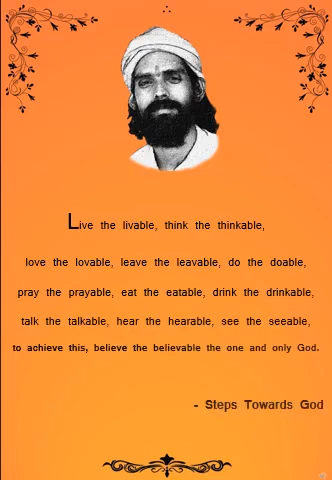 Live the livable, think the thinkable,
love the lovable, leave the leavable, do the doable,
pray the prayable, eat the eatable, drink the drinkable,
talk the talkable, hear the hearable, see the seeable,
to achieve this, believe the believable the one and only God.
- Steps Towards God